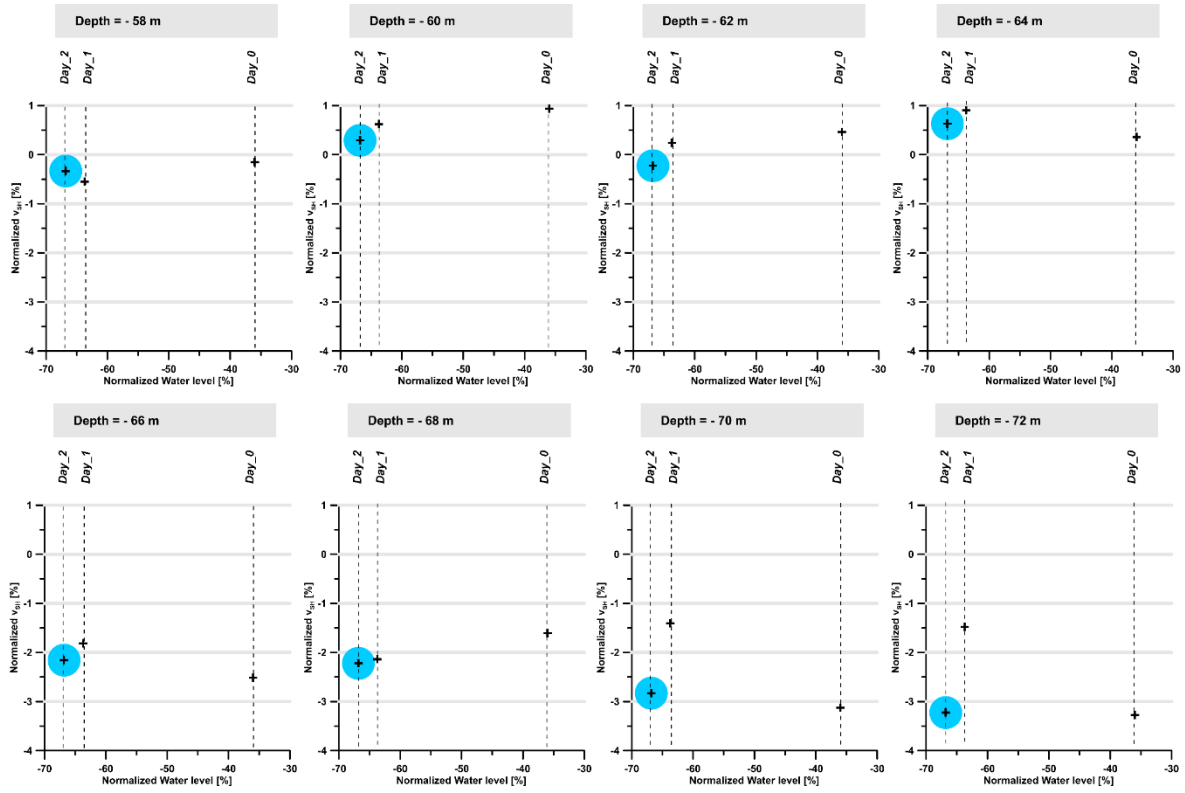 Depth = - 58 m
Depth = - 60 m
Depth = - 62 m
Depth = - 64 m
Day_2
Day_1
Day_0
Day_2
Day_1
Day_0
Day_2
Day_1
Day_0
Day_2
Day_1
Day_0
Normalized vSH [%]
1
0
-1
-2
-3
-4
-70
-60
-50
-40
-30
Normalized Water level [%]
Normalized vSH [%]
1
0
-1
-2
-3
-4
-70
-60
-50
-40
-30
Normalized Water level [%]
Normalized vSH [%]
1
0
-1
-2
-3
-4
-70
-60
-50
-40
-30
Normalized Water level [%]
Normalized vSH [%]
1
0
-1
-2
-3
-4
-70
-60
-50
-40
-30
Normalized Water level [%]
Depth = - 66 m
Depth = - 68 m
Depth = - 70 m
Depth = - 72 m
Day_2
Day_1
Day_0
Day_2
Day_1
Day_0
Day_2
Day_1
Day_0
Day_2
Day_1
Day_0
Normalized vSH [%]
1
0
-1
-2
-3
-4
-70
-60
-50
-40
-30
Normalized Water level [%]
Normalized vSH [%]
1
0
-1
-2
-3
-4
-70
-60
-50
-40
-30
Normalized Water level [%]
Normalized vSH [%]
1
0
-1
-2
-3
-4
-70
-60
-50
-40
-30
Normalized Water level [%]
Normalized vSH [%]
1
0
-1
-2
-3
-4
-70
-60
-50
-40
-30
Normalized Water level [%]